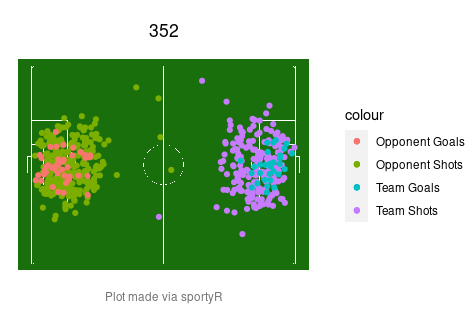 352
colour
Opponent Goals
Opponent Shots
Team Goals
Team Shots
Plot made via sportyR